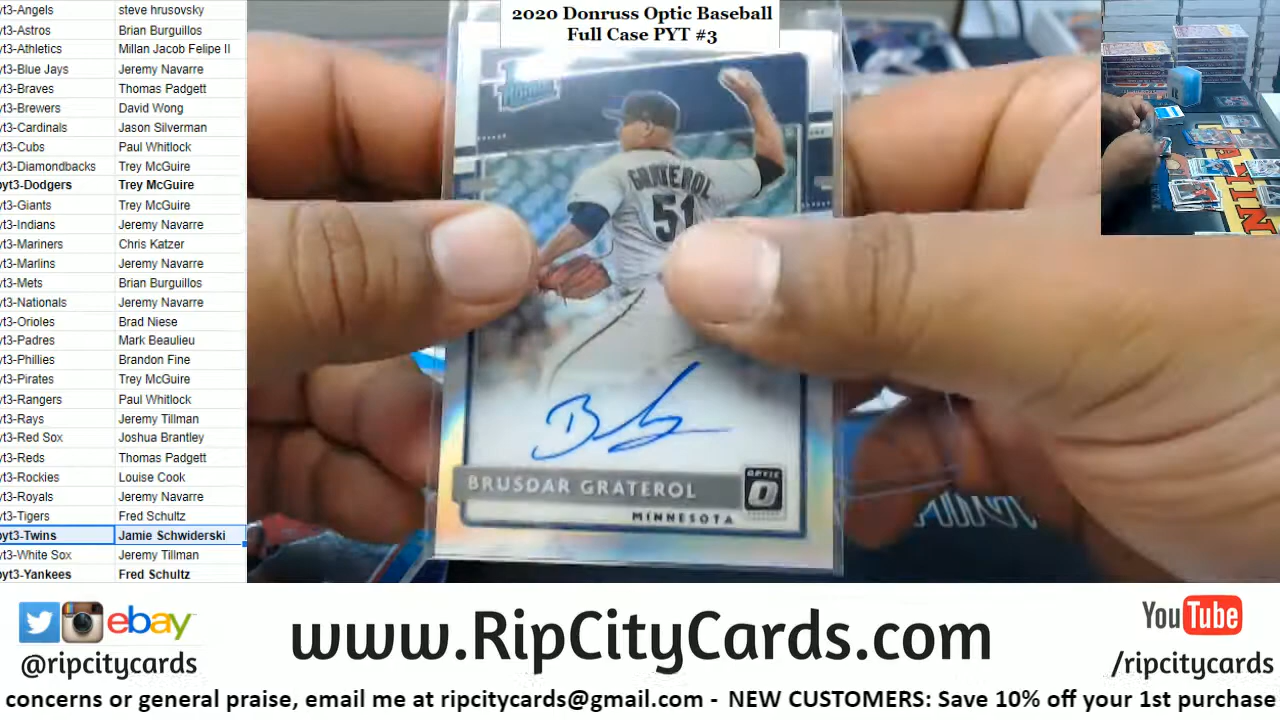 yt3-Angels steve hrusovsky
yt3-Astros Brian Burguillos
yt3-Athletics Millan Jacob Felipe II
yt3-Blue Jays Jeremy Navarre
yt3-Braves Thomas Padgett
yt3-Brewers David Wong
yt3-Cardinals Jason Silverman
yt3-Cubs Paul Whitlock
yt3-Diamondbacks Trey McGuire
pyt3-Dodgers Trey McGuire
yt3-Giants Trey McGuire
yt3-Indians Jeremy Navarre
yt3-Mariners Chris Katzer
yt3-Marlins Jeremy Navarre
yt3-Mets Brian Burguillos
yt3-Nationals Jeremy Navarre
yt3-Orioles Brad Niese
yt3-Padres Mark Beaulieu
yt3-Phillies Brandon Fine
yt3-Pirates Trey McGuire
yt3-Rangers Paul Whitlock
yt3-Rays Jeremy Tillman
yt3-Red Sox Joshua Brantley
yt3-Reds Thomas Padgett
yt3-Rockies Louise Cook
yt3-Royals Jeremy Navarre
yt3-Tigers Fred Schultz
pyt3-Twins Jamie Schwiderski
yt3-White Sox Jeremy Tillman
pyt3-Yankees Fred Schultz
2020 Donruss Optic Baseball
Full Case PYT #3
GRATEROL
51
BRUSDAR GRATEROL
OPTIC
D
MINNESOTA
ebay
@ripcitycards
www.RipCityCards.com
YouTube
/ripcitycards
concerns or general praise, email me at ripcitycards@gmail.com - NEW CUSTOMERS: Save 10% off your 1st purchase